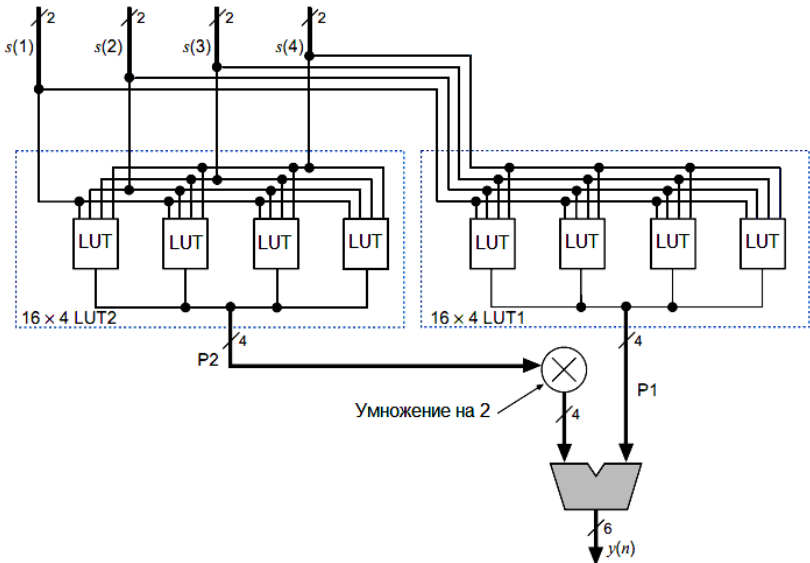 2 2 2 2
s(1) s(2) s(3) s(4)
LUT LUT LUT LUT LUT LUT LUT LUT
16 × 4 LUT2 16 × 4 LUT1
4 4
P2
P1
Умножение на 2 4
6
y(n)